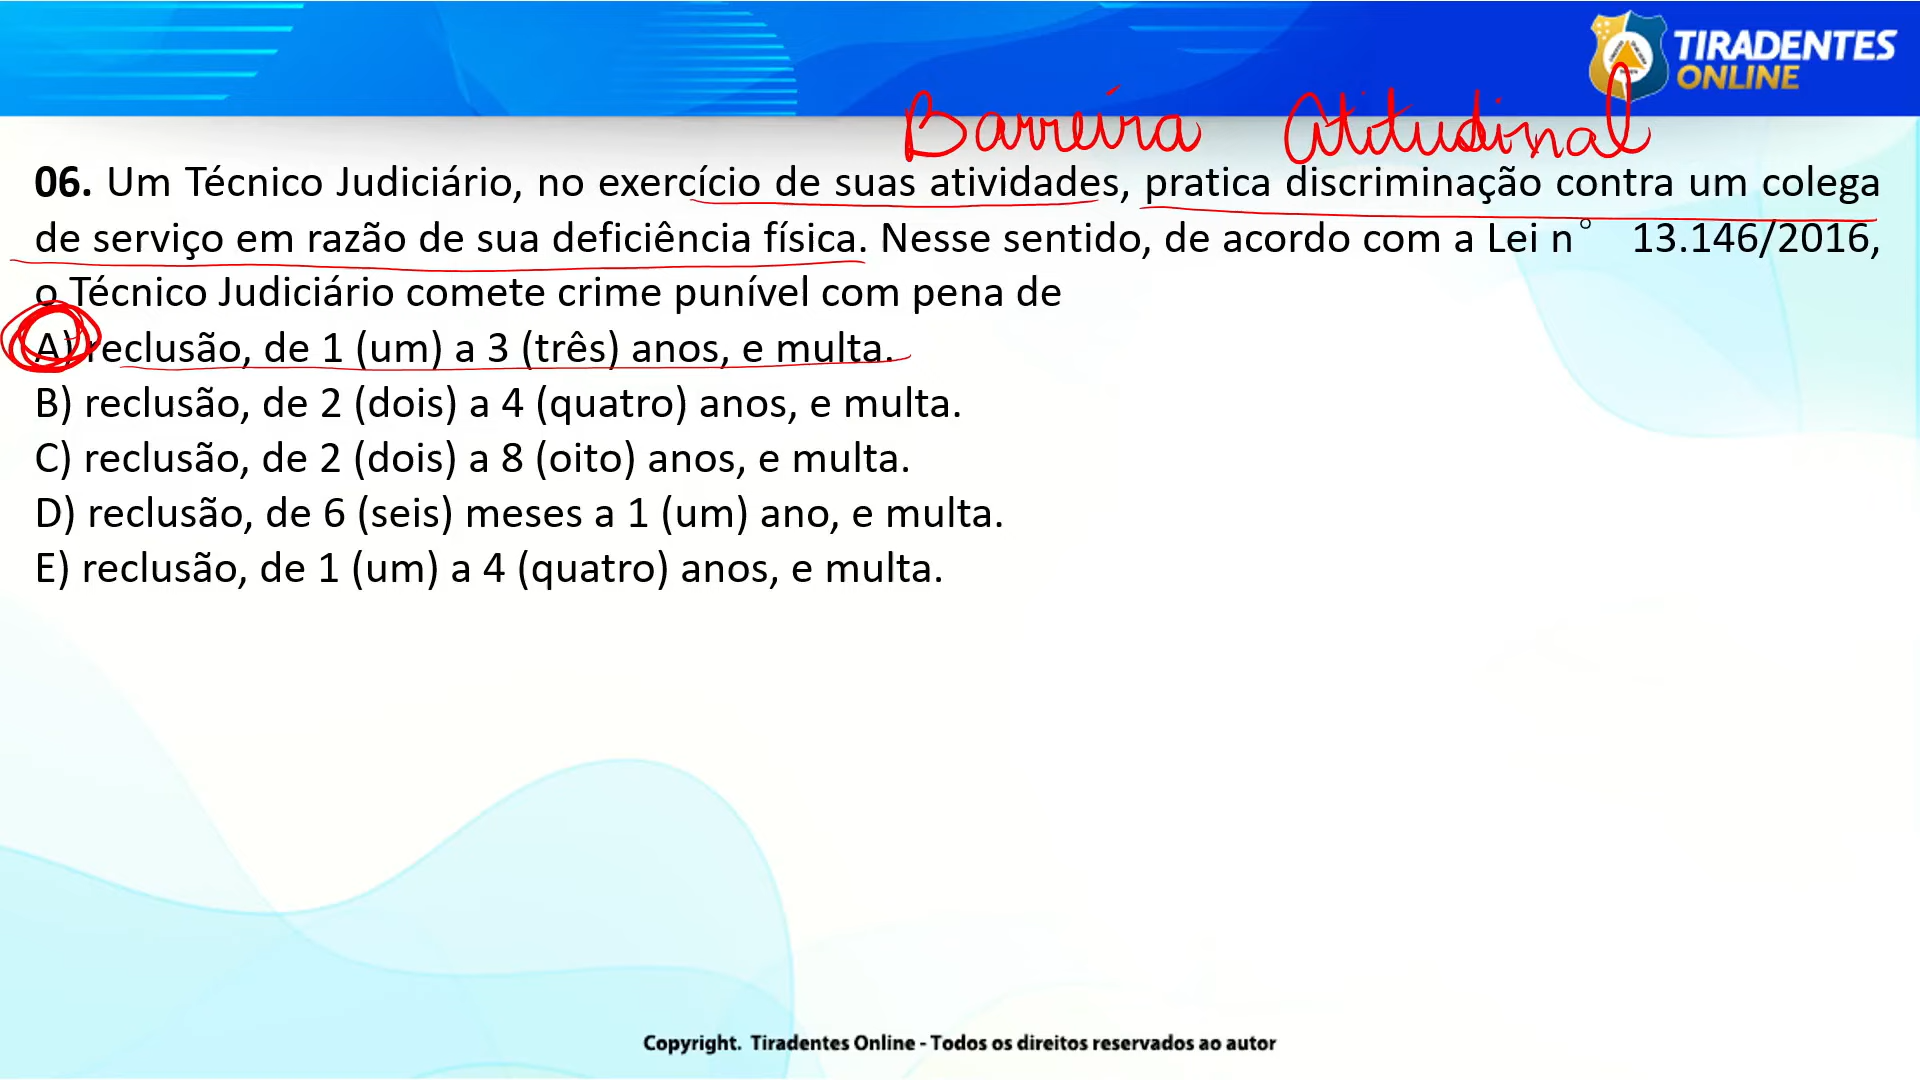 TIRADENTES
ONLINE
Barreira Atitudinal
06. Um Técnico Judiciário, no exercício de suas atividades, pratica discriminação contra um colega
de serviço em razão de sua deficiência física. Nesse sentido, de acordo com a Lei n° 13.146/2016,
o Técnico Judiciário comete crime punível com pena de
A) reclusão, de 1 (um) a 3 (três) anos, e multa.
B) reclusão, de 2 (dois) a 4 (quatro) anos, e multa.
C) reclusão, de 2 (dois) a 8 (oito) anos, e multa.
D) reclusão, de 6 (seis) meses a 1 (um) ano, e multa.
E) reclusão, de 1 (um) a 4 (quatro) anos, e multa.
Copyright. Tiradentes Online - Todos os direitos reservados ao autor